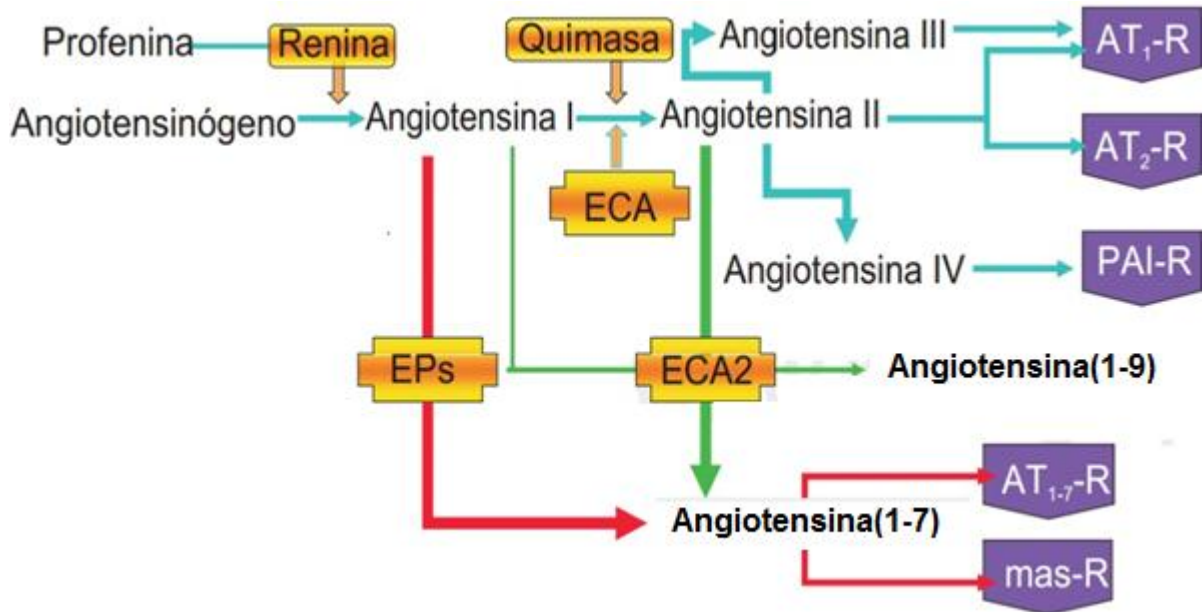 Profenina
Renina
Quimasa
Angiotensina III
AT1-R
Angiotensinógeno
Angiotensina I
Angiotensina II
AT2-R
ECA
Angiotensina IV
PAI-R
EPs
ECA2
Angiotensina(1-9)
AT1-7-R
Angiotensina(1-7)
mas-R